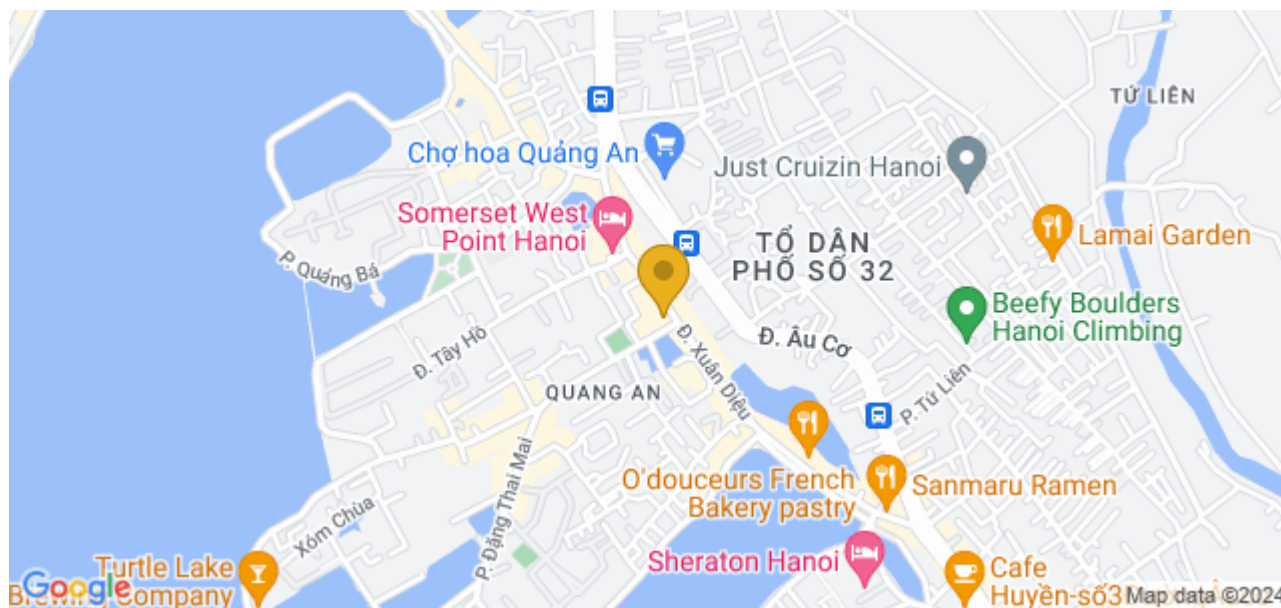 TỨ LIÊN
Chợ hoa Quảng An
Just Cruizin Hanoi
Somerset West
Point Hanoi
TỔ DÂN
PHỐ SỐ 32
Lamai Garden
P. Quảng Bá
Beefy Boulders
Hanoi Climbing
Đ. Âu Cơ
Đ. Tây Hồ
Đ. Xuân Diệu
QUANG AN
P. Tứ Liên
P. Đặng Thai Mai
O'douceurs French
Bakery pastry
Sanmaru Ramen
Xóm Chùa
Sheraton Hanoi
Turtle Lake
Brewing Company
Cafe
Huyền-số3
Google
Map data ©2024